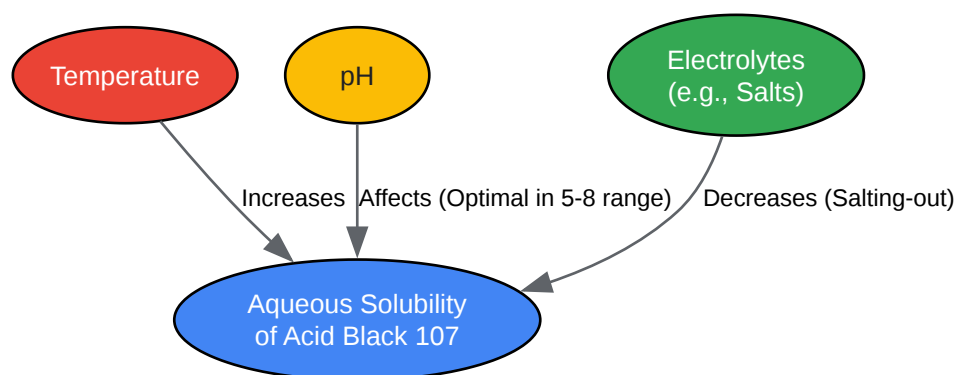 Temperature
pH
Electrolytes
(e.g., Salts)
Increases
Affects (Optimal in 5-8 range)
Decreases (Salting-out)
Aqueous Solubility
of Acid Black 107